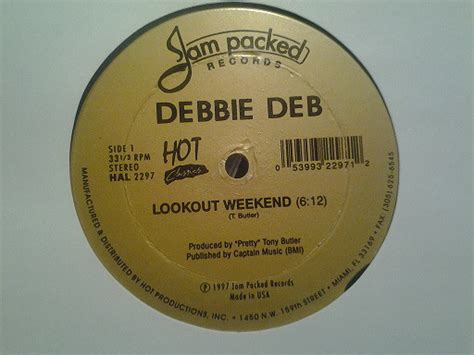 Jam packed
RECORDS
DEBBIE DEB
SIDE 1
33 1/3 RPM
STEREO
HAL 2297
HOT
Classics
0 53993 22971 2
LOOKOUT WEEKEND (6:12)
(T. Butler)
Produced by "Pretty" Tony Butler
Published by Captain Music (BMI)
℗ 1997 Jam Packed Records
Made in USA
MANUFACTURED & DISTRIBUTED BY HOT PRODUCTIONS, INC. • 1460 N.W. 159th STREET • MIAMI, FL 33169 • FAX (305) 625-6545